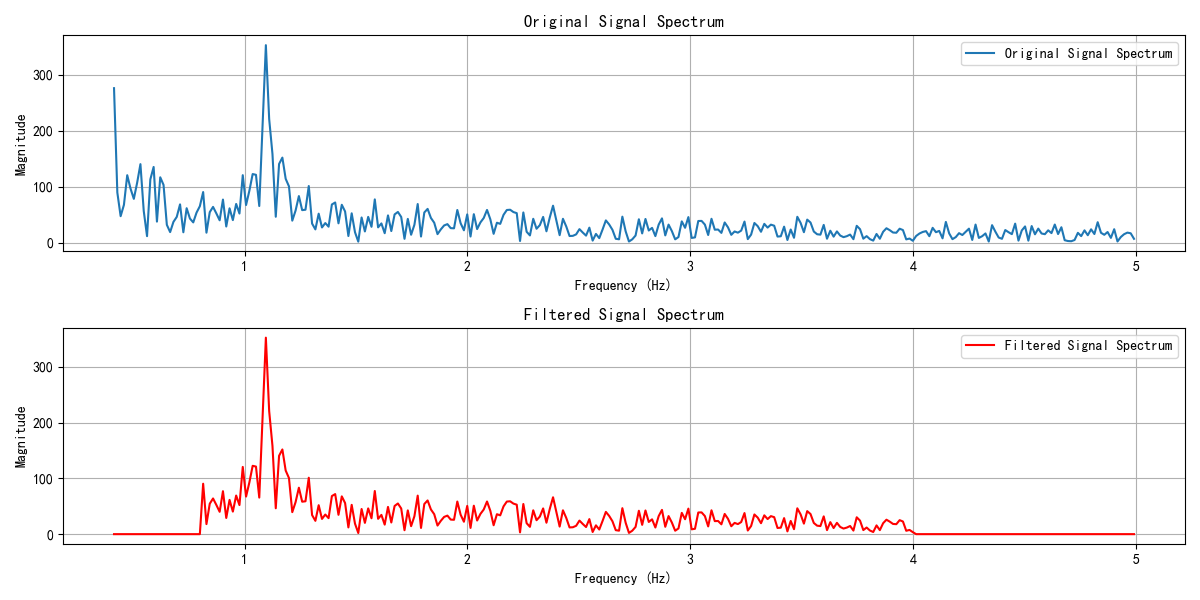 Original Signal Spectrum
Original Signal Spectrum
300
200
100
0
Magnitude
1
2
3
4
5
Frequency (Hz)
Filtered Signal Spectrum
Filtered Signal Spectrum
300
200
100
0
Magnitude
1
2
3
4
5
Frequency (Hz)